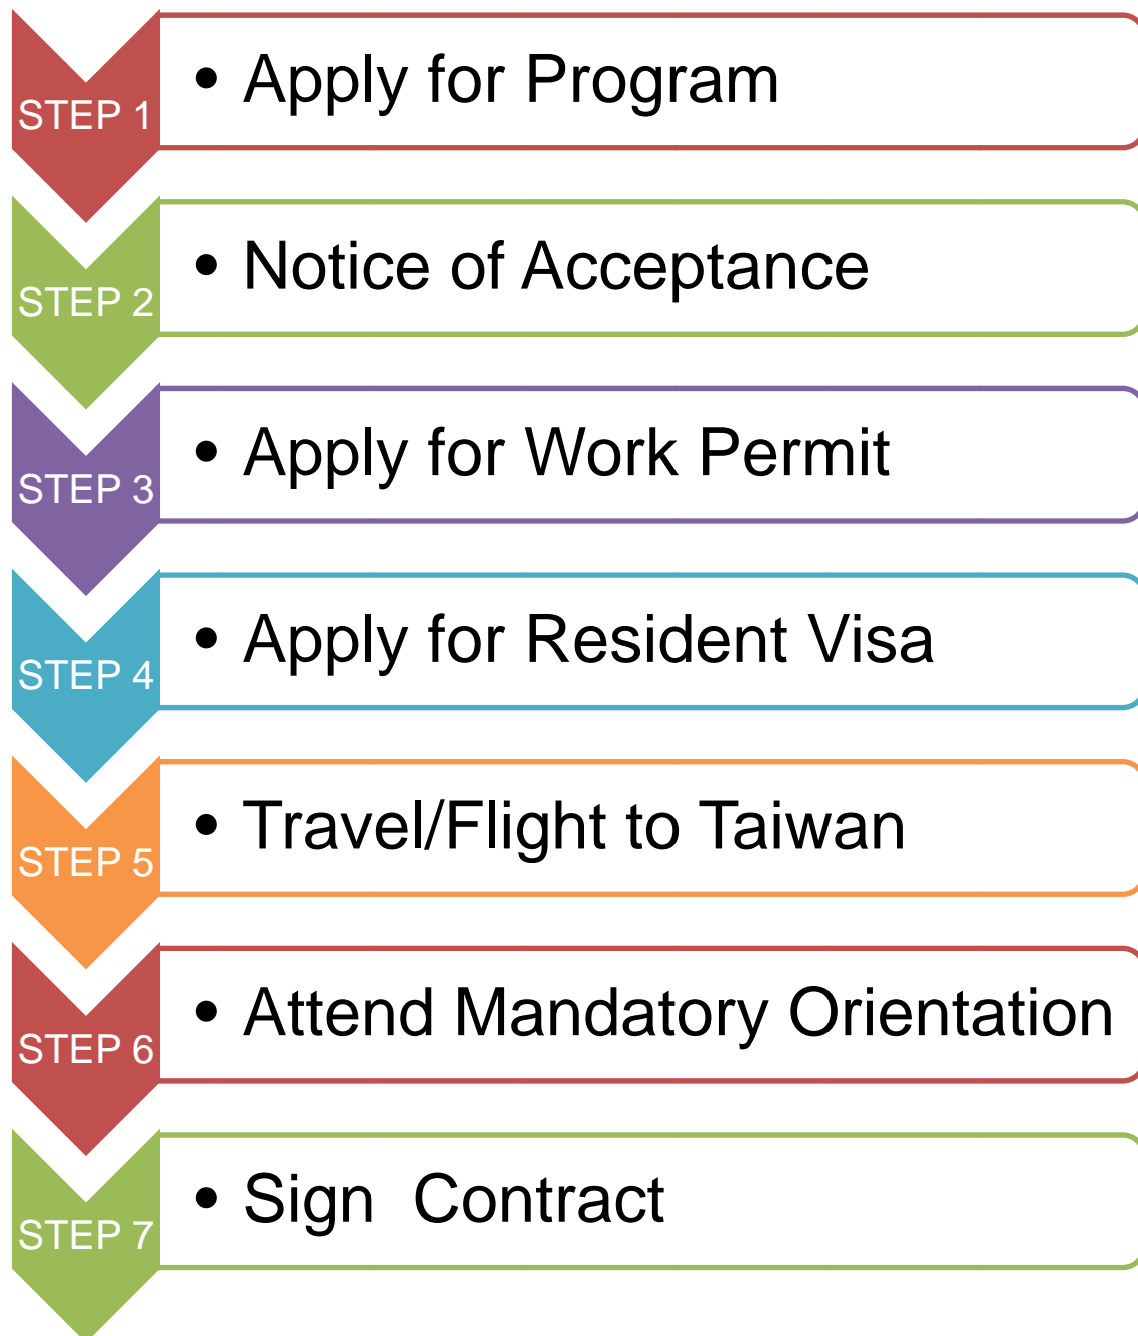 STEP 1
• Apply for Program
STEP 2
• Notice of Acceptance
STEP 3
• Apply for Work Permit
STEP 4
• Apply for Resident Visa
STEP 5
• Travel/Flight to Taiwan
STEP 6
• Attend Mandatory Orientation
STEP 7
• Sign  Contract